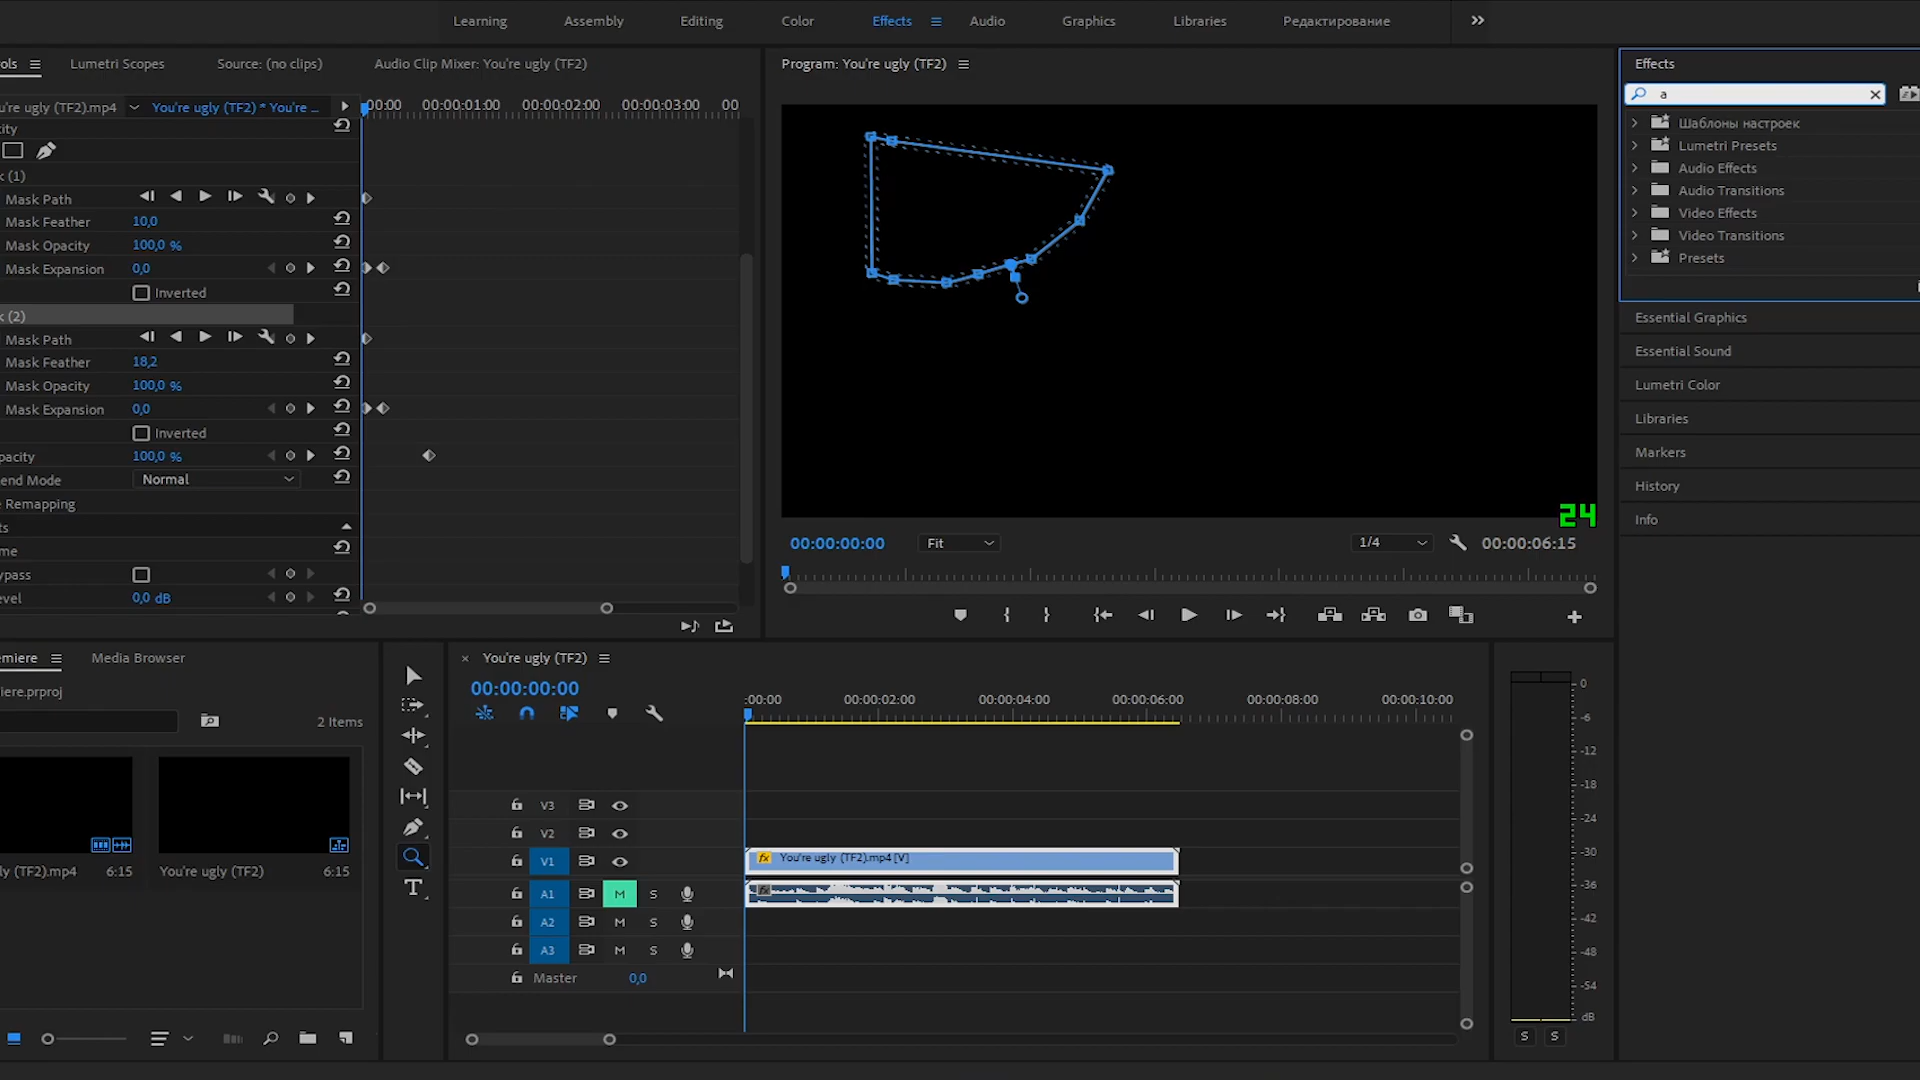 Learning Assembly Editing Color Effects Audio Graphics Libraries Редактирование
ols Lumetri Scopes Source: (no clips) Audio Clip Mixer: You're ugly (TF2)
Program: You're ugly (TF2)
Effects
a
're ugly (TF2).mp4 You're ugly (TF2) * You're ...
:00:00 00:00:01:00 00:00:02:00 00:00:03:00 00
ity
k (1)
Mask Path
Mask Feather 10,0
Mask Opacity 100,0 %
Mask Expansion 0,0
Inverted
k (2)
Mask Path
Mask Feather 18,2
Mask Opacity 100,0 %
Mask Expansion 0,0
Inverted
pacity 100,0 %
end Mode Normal
e Remapping
ts
me
ypass
evel 0,0 dB
24
00:00:00:00 Fit 1/4 00:00:06:15
Шаблоны настроек
Lumetri Presets
Audio Effects
Audio Transitions
Video Effects
Video Transitions
Presets
Essential Graphics
Essential Sound
Lumetri Color
Libraries
Markers
History
Info
emiere Media Browser
iere.prproj
2 Items
ly (TF2).mp4 6:15 You're ugly (TF2) 6:15
T
× You're ugly (TF2)
00:00:00:00
:00:00 00:00:02:00 00:00:04:00 00:00:06:00 00:00:08:00 00:00:10:00
V3
V2
V1 fx You're ugly (TF2).mp4 [V]
A1 M S fx
A2 M S
A3 M S
Master 0,0
0
-6
-12
-18
-24
-30
-36
-42
-48
-54
dB
S S